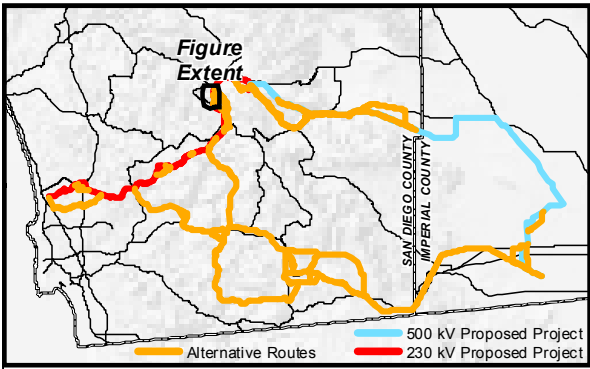 Figure
Extent
SAN DIEGO COUNTY
IMPERIAL COUNTY
500 kV Proposed Project
Alternative Routes
230 kV Proposed Project